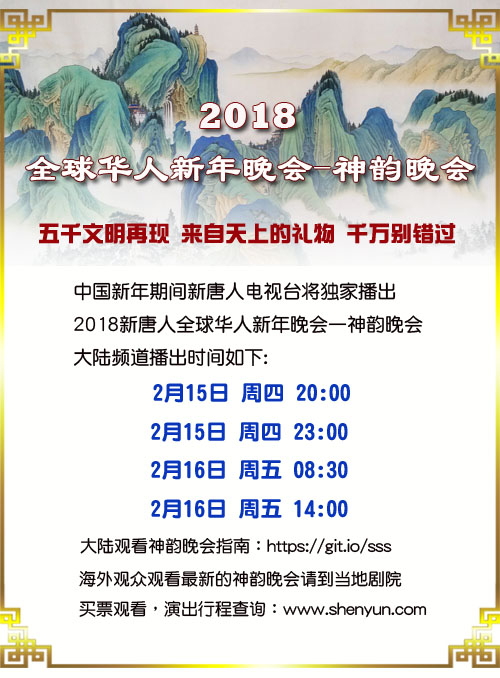 2018
全球华人新年晚会-神韵晚会
五千文明再现 来自天上的礼物 千万别错过
中国新年期间新唐人电视台将独家播出
2018新唐人全球华人新年晚会一神韵晚会
大陆频道播出时间如下:
2月15日 周四 20:00
2月15日 周四 23:00
2月16日 周五 08:30
2月16日 周五 14:00
大陆观看神韵晚会指南：https://git.io/sss
海外观众观看最新的神韵晚会请到当地剧院
买票观看，演出行程查询：www.shenyun.com